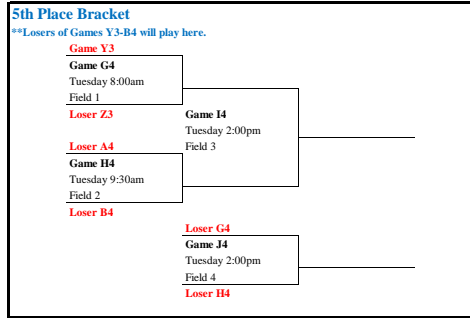 5th Place Bracket
**Losers of Games Y3-B4 will play here.
Game Y3
Game G4
Tuesday 8:00am
Field 1
Loser Z3
Game I4
Tuesday 2:00pm
Field 3
Loser A4
Game H4
Tuesday 9:30am
Field 2
Loser B4
Loser G4
Game J4
Tuesday 2:00pm
Field 4
Loser H4